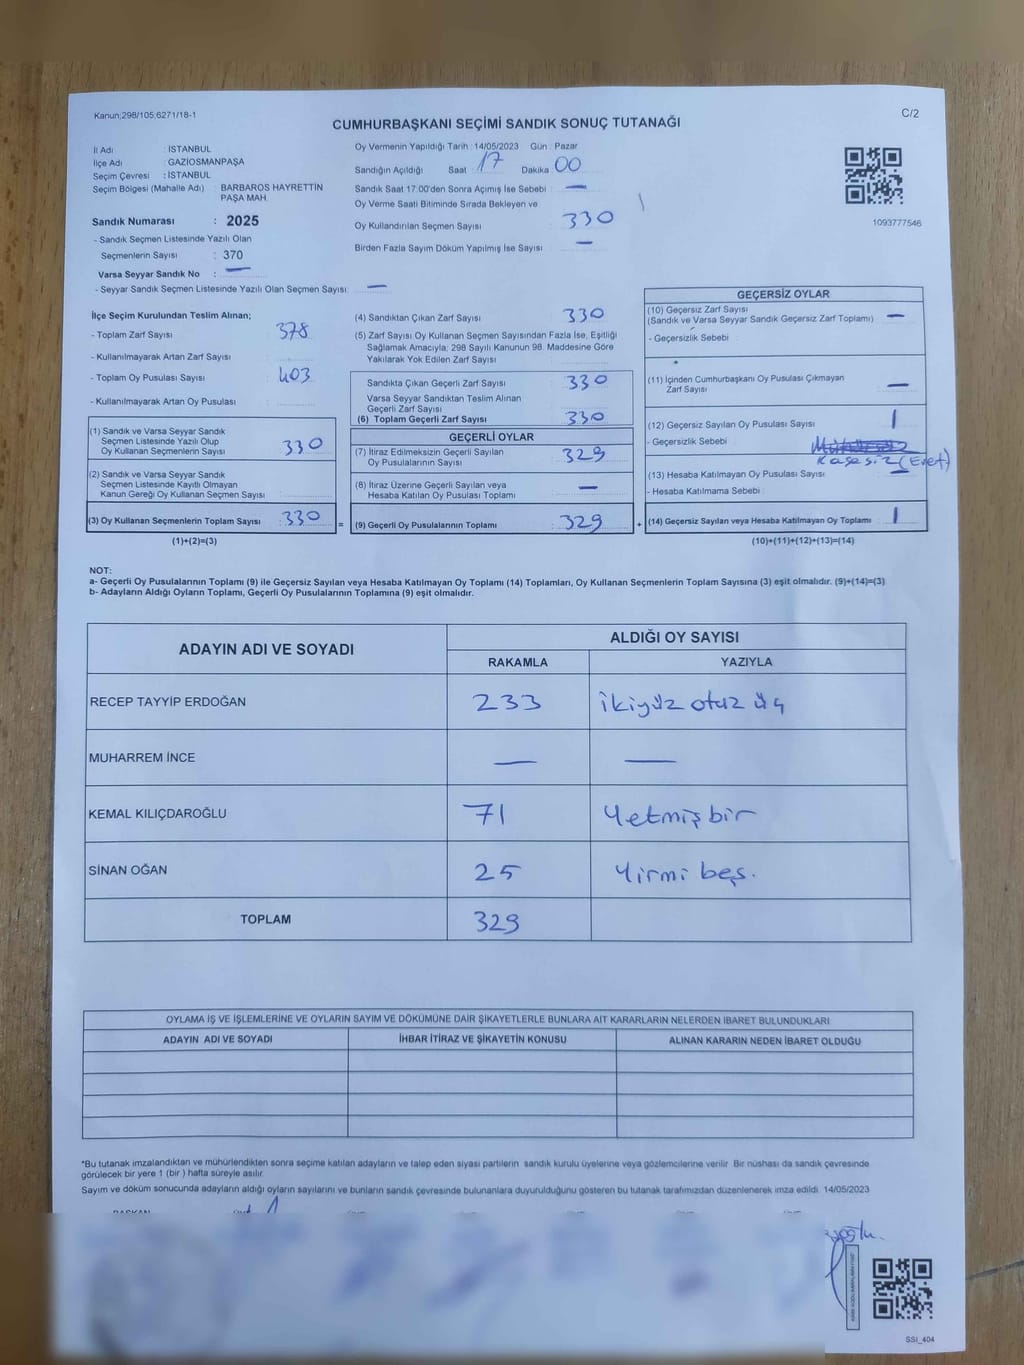 Kanun;298/105;6271/18-1
C/2
CUMHURBAŞKANI SEÇİMİ SANDIK SONUÇ TUTANAĞI
İl Adı : İSTANBUL
İlçe Adı : GAZİOSMANPAŞA
Seçim Çevresi : İSTANBUL
Seçim Bölgesi (Mahalle Adı) : BARBAROS HAYRETTİN
PAŞA MAH.
Sandık Numarası : 2025
- Sandık Seçmen Listesinde Yazılı Olan
Seçmenlerin Sayısı : 370
Varsa Seyyar Sandık No : —
- Seyyar Sandık Seçmen Listesinde Yazılı Olan Seçmen Sayısı: —
Oy Vermenin Yapıldığı Tarih : 14/05/2023 Gün : Pazar
Sandığın Açıldığı Saat 17 Dakika 00
Sandık Saat 17:00'den Sonra Açımış İse Sebebi : —
Oy Verme Saati Bitiminde Sırada Bekleyen ve
Oy Kullandırılan Seçmen Sayısı : 330
Birden Fazla Sayım Döküm Yapılmış İse Sayısı : —
1093777546
İlçe Seçim Kurulundan Teslim Alınan;
- Toplam Zarf Sayısı : 378
- Kullanılmayarak Artan Zarf Sayısı :
- Toplam Oy Pusulası Sayısı : 403
- Kullanılmayarak Artan Oy Pusulası :
(1) Sandık ve Varsa Seyyar Sandık
Seçmen Listesinde Yazılı Olup
Oy Kullanan Seçmenlerin Sayısı : 330
(2) Sandık ve Varsa Seyyar Sandık
Seçmen Listesinde Kayıtlı Olmayan
Kanun Gereği Oy Kullanan Seçmen Sayısı :
(3) Oy Kullanan Seçmenlerin Toplam Sayısı : 330 =
(1)+(2)=(3)
(4) Sandıktan Çıkan Zarf Sayısı : 330
(5) Zarf Sayısı Oy Kullanan Seçmen Sayısından Fazla İse, Eşitliği
Sağlamak Amacıyla; 298 Sayılı Kanunun 98. Maddesine Göre
Yakılarak Yok Edilen Zarf Sayısı :
Sandıkta Çıkan Geçerli Zarf Sayısı : 330
Varsa Seyyar Sandıktan Teslim Alınan
Geçerli Zarf Sayısı :
(6) Toplam Geçerli Zarf Sayısı : 330
GEÇERLİ OYLAR
(7) İtiraz Edilmeksizin Geçerli Sayılan
Oy Pusulalarının Sayısı : 329
(8) İtiraz Üzerine Geçerli Sayılan veya
Hesaba Katılan Oy Pusulası Toplamı : —
(9) Geçerli Oy Pusulalarının Toplamı : 329 +
GEÇERSİZ OYLAR
(10) Geçersiz Zarf Sayısı
(Sandık ve Varsa Seyyar Sandık Geçersiz Zarf Toplamı) : —
- Geçersizlik Sebebi :
(11) İçinden Cumhurbaşkanı Oy Pusulası Çıkmayan
Zarf Sayısı : —
(12) Geçersiz Sayılan Oy Pusulası Sayısı : 1
- Geçersizlik Sebebi :
Kaşesiz (Evet)
(13) Hesaba Katılmayan Oy Pusulası Sayısı :
- Hesaba Katılmama Sebebi :
(14) Geçersiz Sayılan veya Hesaba Katılmayan Oy Toplamı : 1
(10)+(11)+(12)+(13)=(14)
NOT:
a- Geçerli Oy Pusulalarının Toplamı (9) ile Geçersiz Sayılan veya Hesaba Katılmayan Oy Toplamı (14) Toplamları, Oy Kullanan Seçmenlerin Toplam Sayısına (3) eşit olmalıdır. (9)+(14)=(3)
b- Adayların Aldığı Oyların Toplamı, Geçerli Oy Pusulalarının Toplamına (9) eşit olmalıdır.
ADAYIN ADI VE SOYADI
ALDIĞI OY SAYISI
RAKAMLA YAZIYLA
RECEP TAYYİP ERDOĞAN 233 ikiyüz otuz üç
MUHARREM İNCE — —
KEMAL KILIÇDAROĞLU 71 Yetmiş bir
SİNAN OĞAN 25 Yirmi beş.
TOPLAM 329
OYLAMA İŞ VE İŞLEMLERİNE VE OYLARIN SAYIM VE DÖKÜMÜNE DAİR ŞİKAYETLERLE BUNLARA AİT KARARLARIN NELERDEN İBARET BULUNDUKLARI
ADAYIN ADI VE SOYADI İHBAR İTİRAZ VE ŞİKAYETİN KONUSU ALINAN KARARIN NEDEN İBARET OLDUĞU
*Bu tutanak imzalandıktan ve mühürlendikten sonra seçime katılan adayların ve talep eden siyasi partilerin sandık kurulu üyelerine veya gözlemcilerine verilir. Bir nüshası da sandık çevresinde
görülecek bir yere 1 (bir) hafta süreyle asılır.
Sayım ve döküm sonucunda adayların aldığı oyların sayılarını ve bunların sandık çevresinde bulunanlara duyurulduğunu gösteren bu tutanak tarafımızdan düzenlenerek imza edildi. 14/05/2023
BAŞKAN
SSI_404